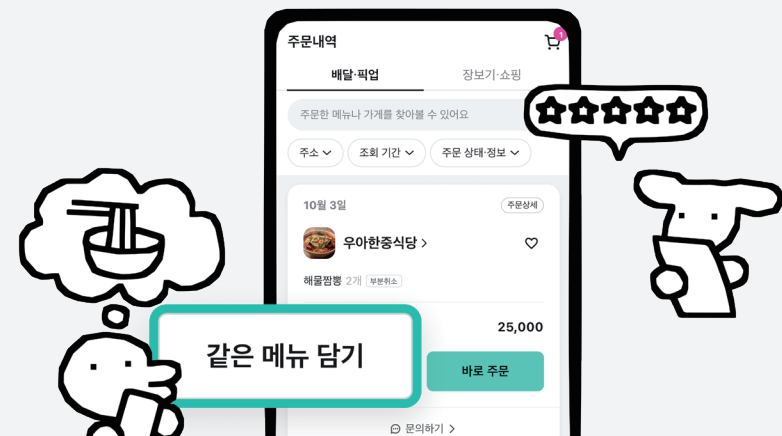 주문내역
1
배달·픽업 장보기·쇼핑
주문한 메뉴나 가게를 찾아볼 수 있어요
주소 조회 기간 주문 상태·정보
10월 3일 주문상세
우아한중식당
해물짬뽕 2개 부분취소
25,000
같은 메뉴 담기
바로 주문
문의하기